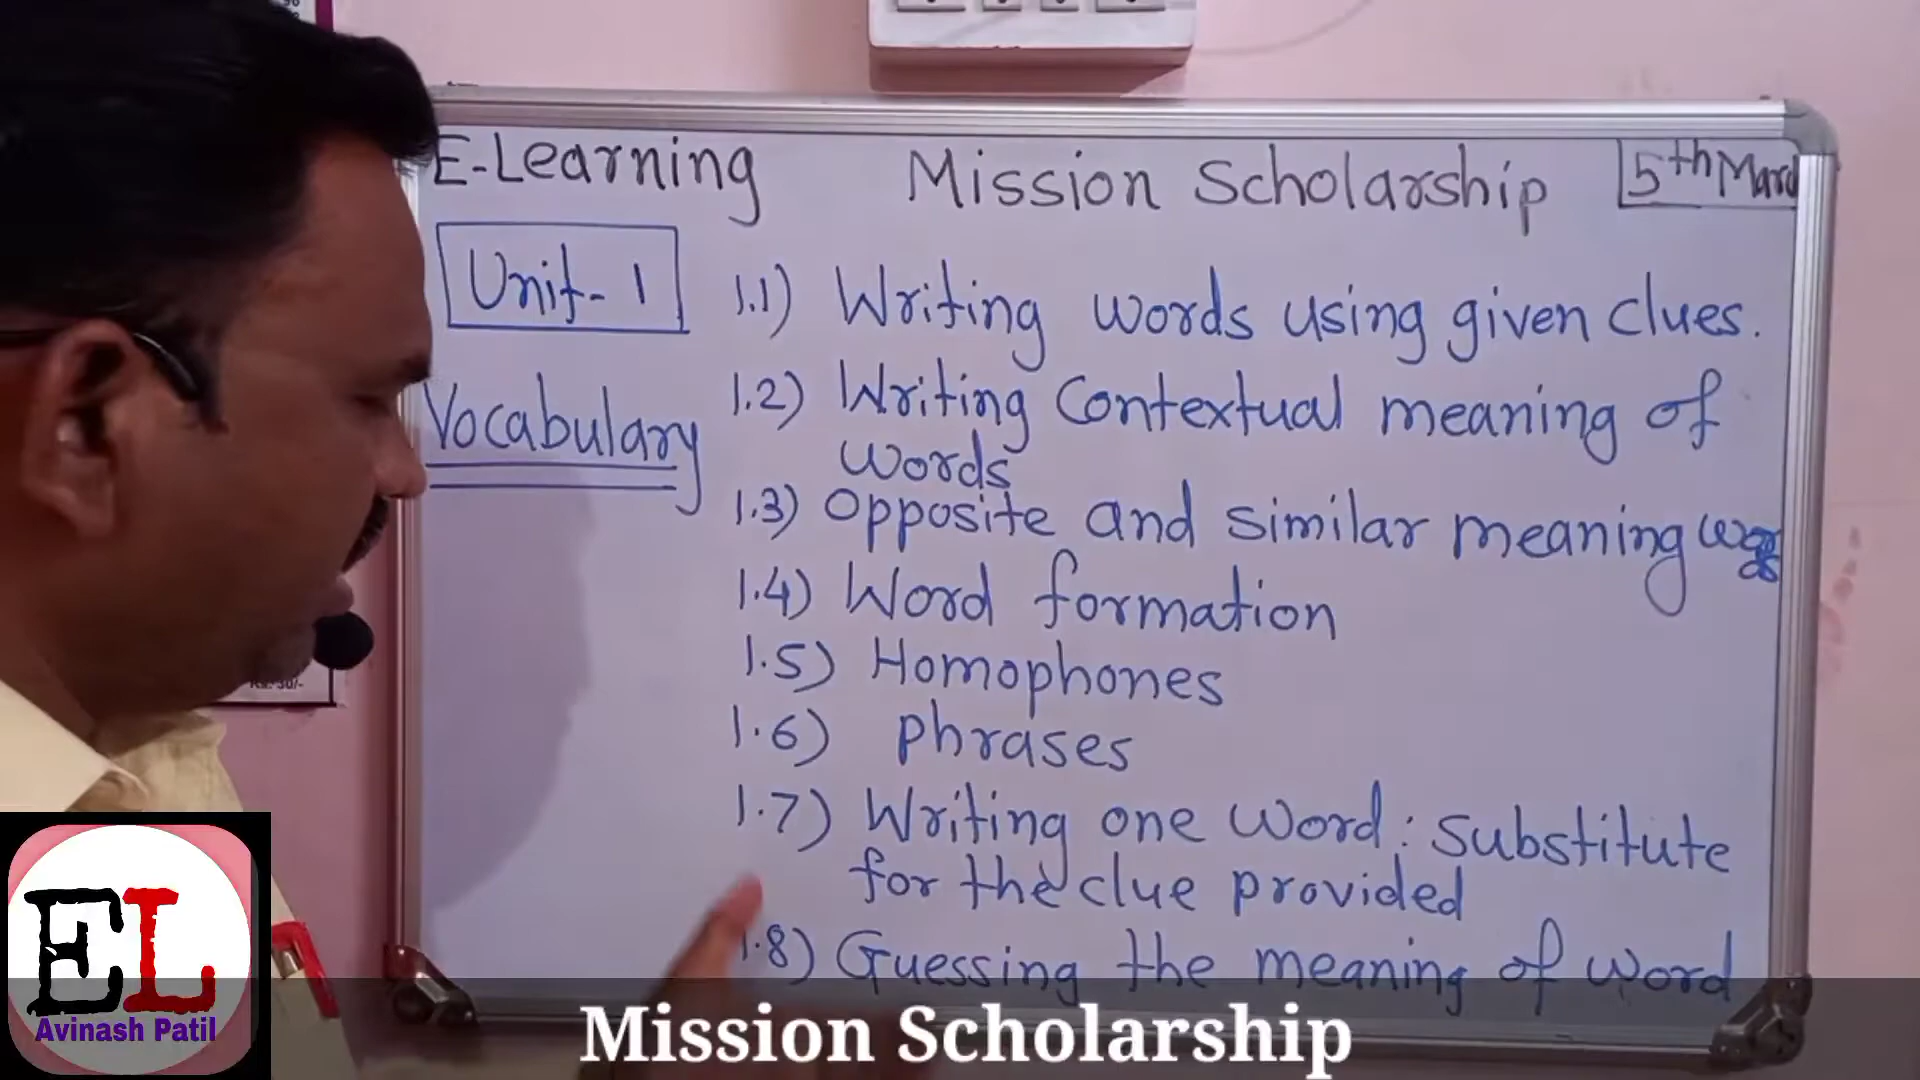 E-Learning Mission Scholarship 5th Marc
Unit- 1
Vocabulary
1.1) Writing words using given clues.
1.2) Writing Contextual meaning of
words
1.3) Opposite and similar meaning
1.4) Word formation
1.5) Homophones
1.6) phrases
1.7) Writing one word: substitute
for the clue provided
1.8) Guessing the meaning of word
Rs. 30/-
EL
Avinash Patil
Mission Scholarship